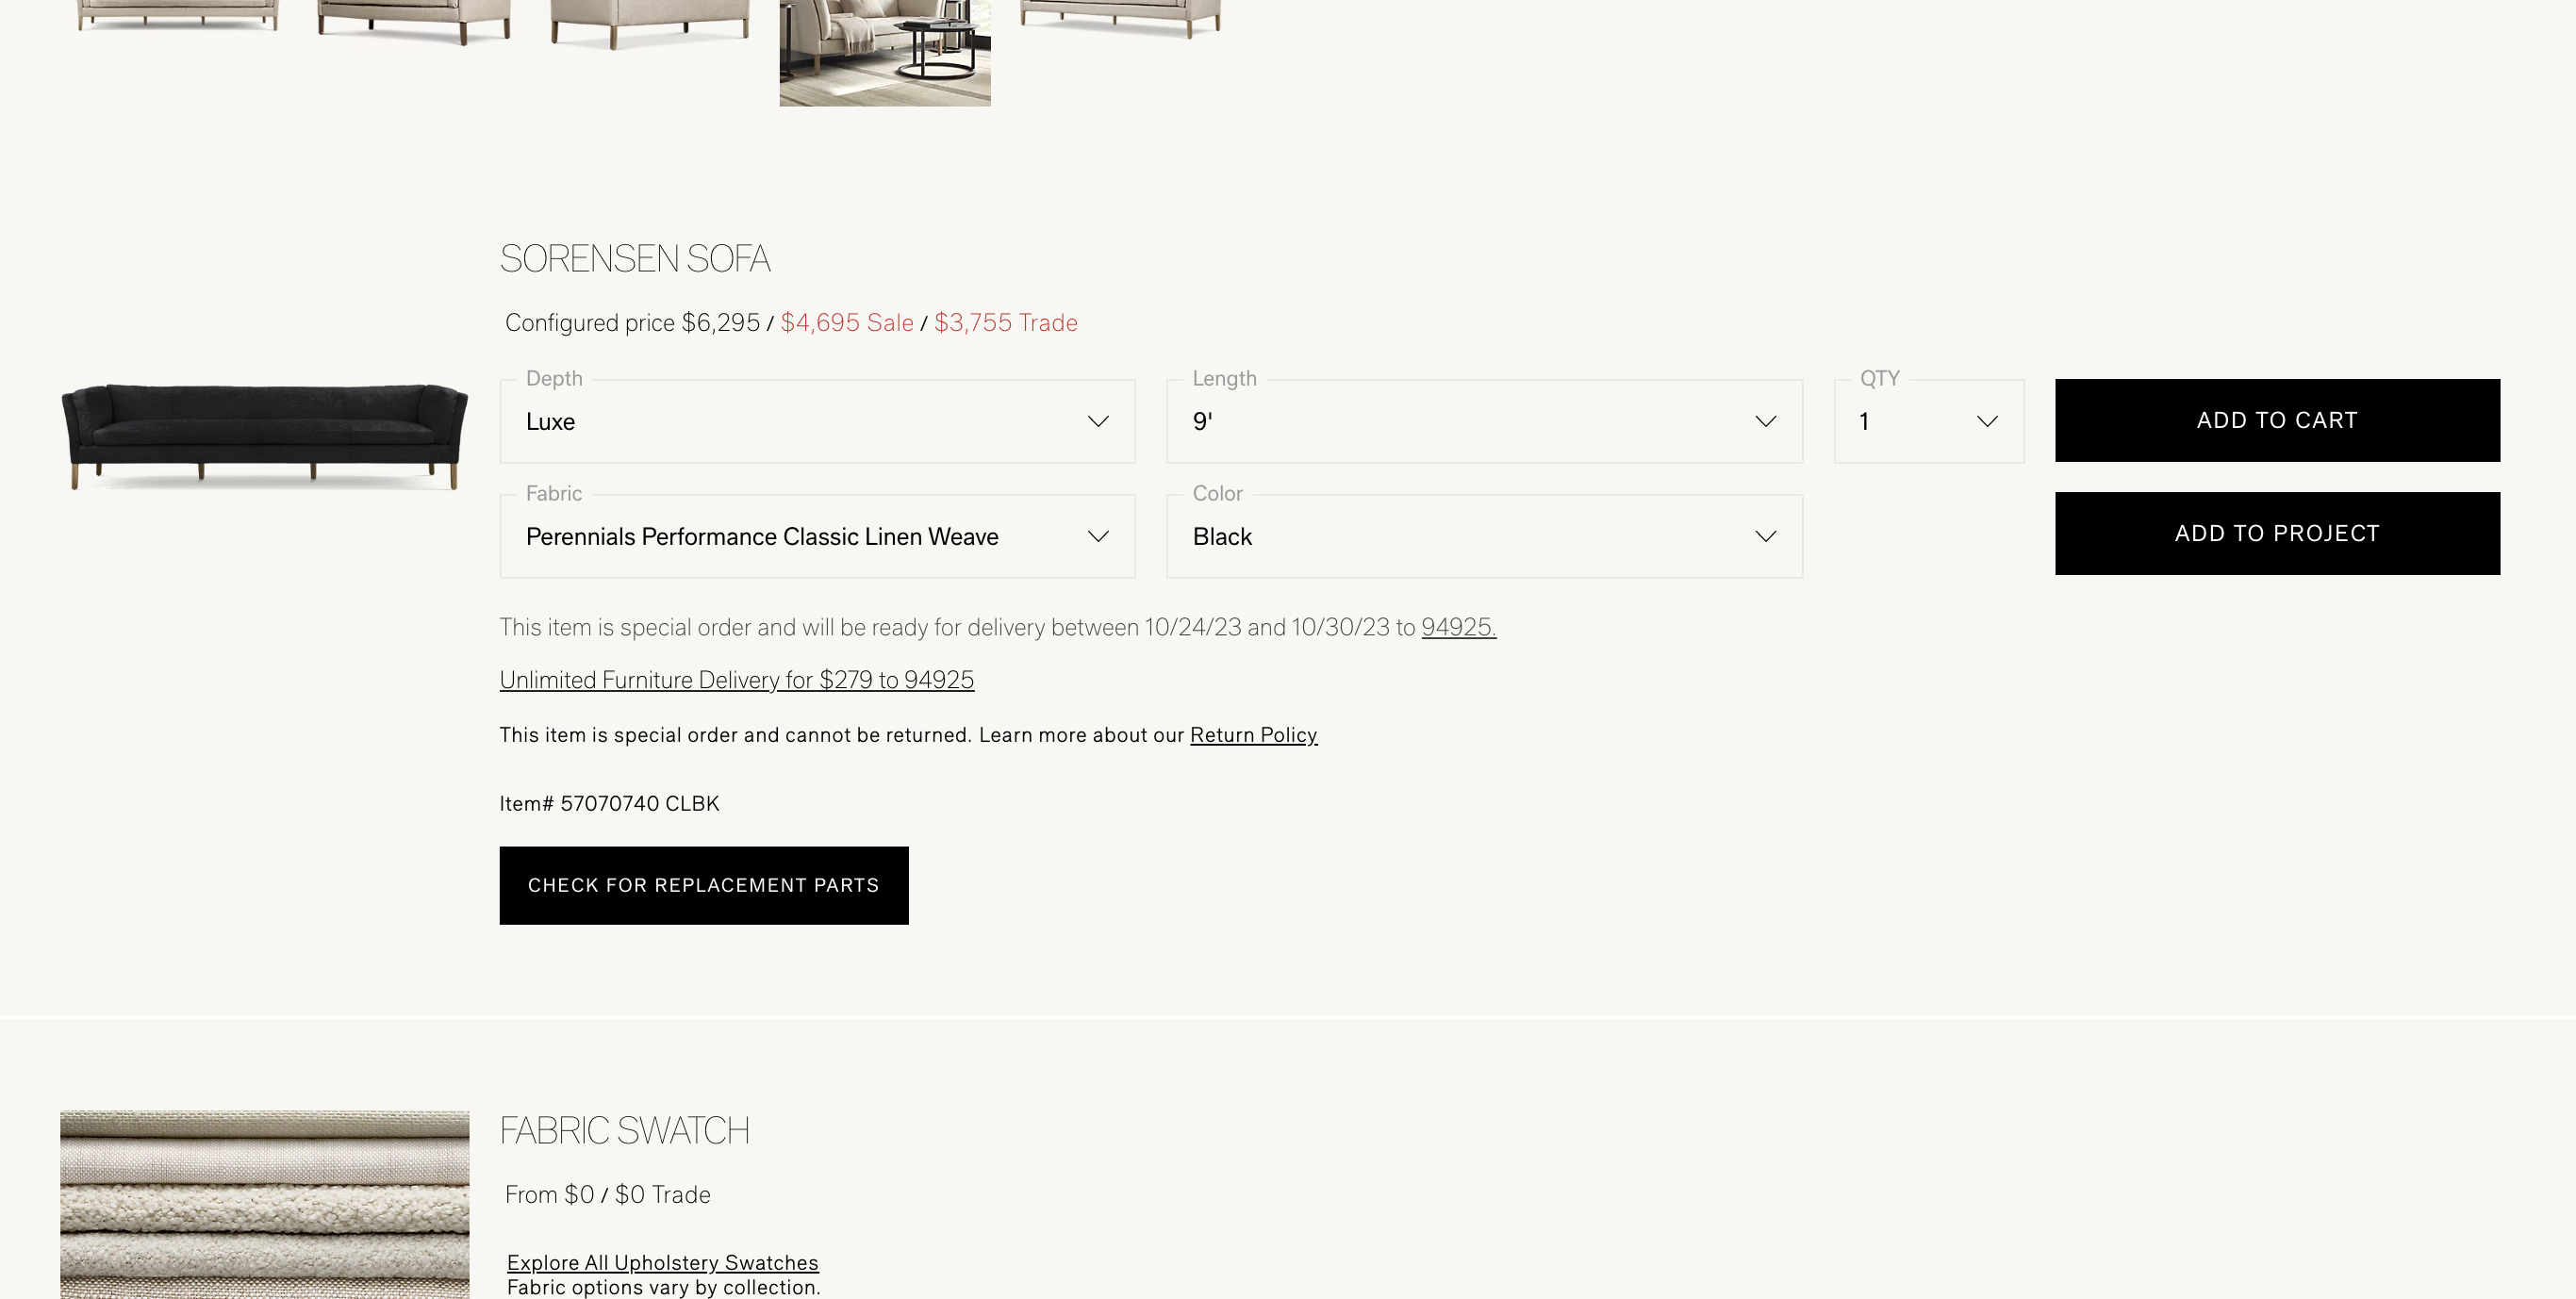 SORENSEN SOFA
Configured price $6,295 / $4,695 Sale / $3,755 Trade
Depth
Luxe
Length
9'
QTY
1
ADD TO CART
Fabric
Perennials Performance Classic Linen Weave
Color
Black
ADD TO PROJECT
This item is special order and will be ready for delivery between 10/24/23 and 10/30/23 to 94925.
Unlimited Furniture Delivery for $279 to 94925
This item is special order and cannot be returned. Learn more about our Return Policy
Item# 57070740 CLBK
CHECK FOR REPLACEMENT PARTS
FABRIC SWATCH
From $0 / $0 Trade
Explore All Upholstery Swatches
Fabric options vary by collection.